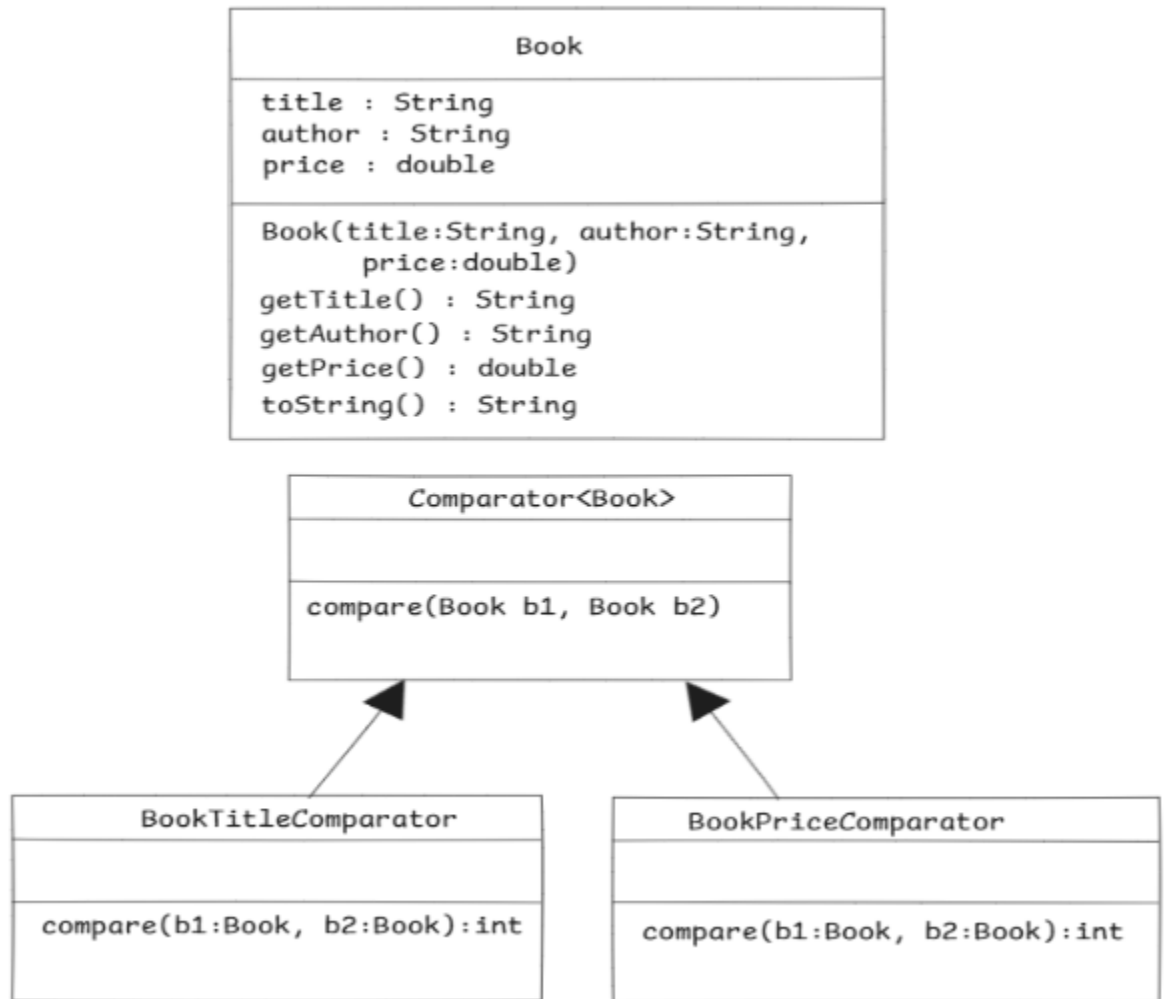 Book
title : String
author : String
price : double
Book(title:String, author:String,
price:double)
getTitle() : String
getAuthor() : String
getPrice() : double
toString() : String
Comparator<Book>
compare(Book b1, Book b2)
BookTitleComparator
compare(b1:Book, b2:Book):int
BookPriceComparator
compare(b1:Book, b2:Book):int